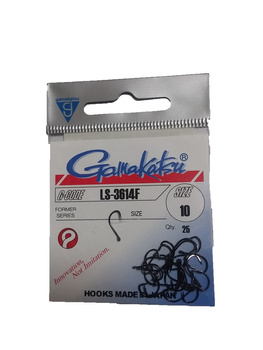 Gamakatsu®
G-CODE LS-3614F SIZE
FORMER SIZE 10
SERIES Qty. 25
Innovation,
Not Imitation.
HOOKS MADE IN JAPAN